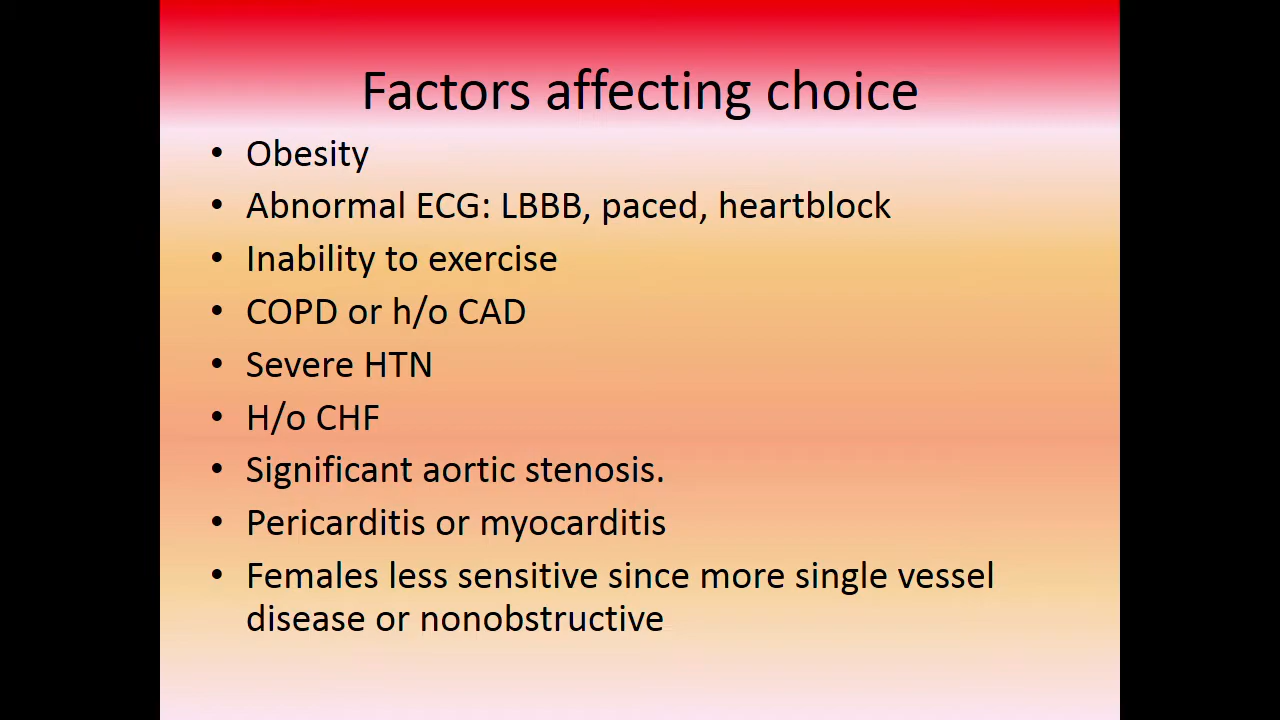 Factors affecting choice
• Obesity
• Abnormal ECG: LBBB, paced, heartblock
• Inability to exercise
• COPD or h/o CAD
• Severe HTN
• H/o CHF
• Significant aortic stenosis.
• Pericarditis or myocarditis
• Females less sensitive since more single vessel
disease or nonobstructive